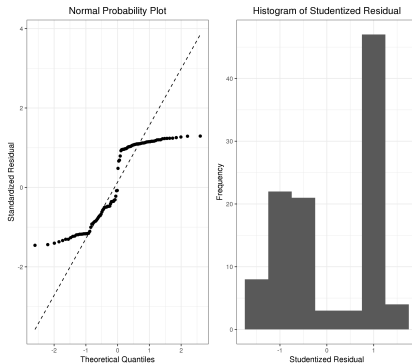 Normal Probability Plot
4
2
0
-2
Standardized Residual
-2
-1
0
1
2
Theoretical Quantiles
Histogram of Studentized Residual
40
30
20
10
0
Frequency
-1
0
1
Studentized Residual